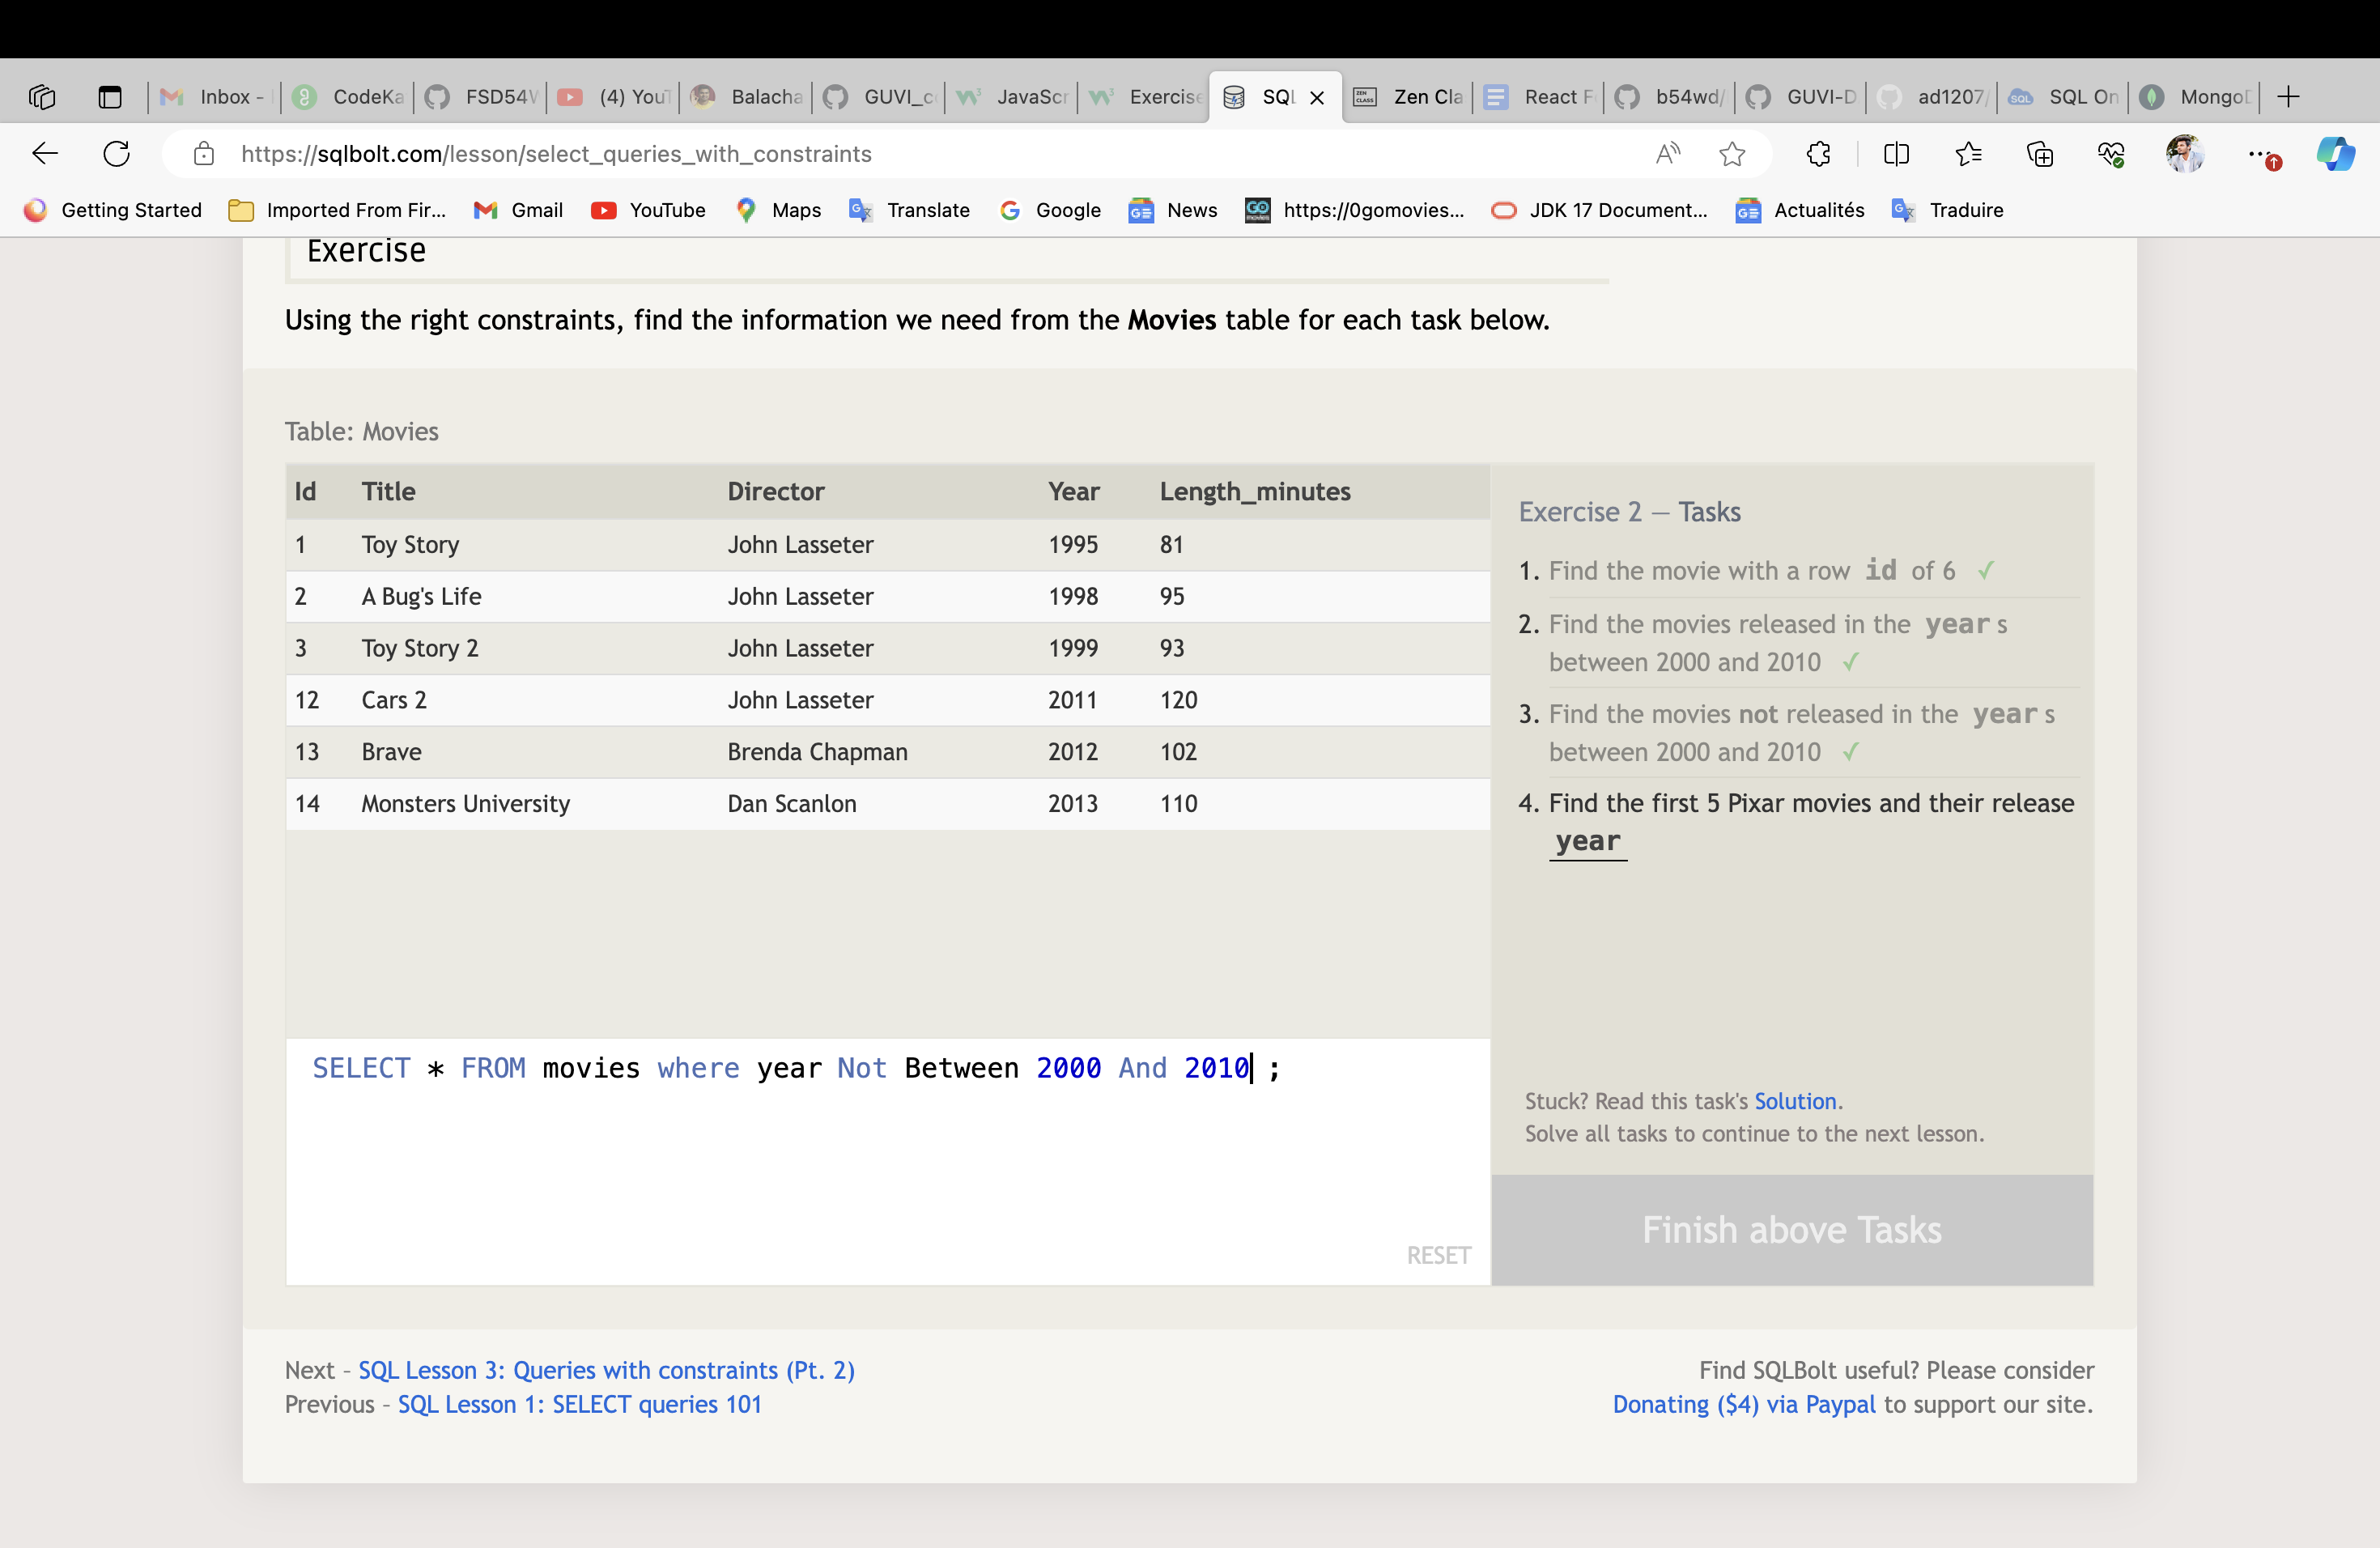 Inbox -
CodeKa
FSD54W
(4) YouT
Balacha
GUVI_c
JavaScr
Exercise
SQL
Zen Cla
React F
b54wd/
GUVI-D
ad1207/
SQL On
MongoD
https://sqlbolt.com/lesson/select_queries_with_constraints
Getting Started
Imported From Fir...
Gmail
YouTube
Maps
Translate
Google
News
https://0gomovies...
JDK 17 Document...
Actualités
Traduire
Exercise
Using the right constraints, find the information we need from the Movies table for each task below.
Table: Movies
Id Title Director Year Length_minutes
1 Toy Story John Lasseter 1995 81
2 A Bug's Life John Lasseter 1998 95
3 Toy Story 2 John Lasseter 1999 93
12 Cars 2 John Lasseter 2011 120
13 Brave Brenda Chapman 2012 102
14 Monsters University Dan Scanlon 2013 110
SELECT * FROM movies where year Not Between 2000 And 2010 ;
RESET
Exercise 2 — Tasks
1. Find the movie with a row id of 6 ✓
2. Find the movies released in the year s
between 2000 and 2010 ✓
3. Find the movies not released in the year s
between 2000 and 2010 ✓
4. Find the first 5 Pixar movies and their release
year
Stuck? Read this task's Solution.
Solve all tasks to continue to the next lesson.
Finish above Tasks
Next – SQL Lesson 3: Queries with constraints (Pt. 2)
Previous – SQL Lesson 1: SELECT queries 101
Find SQLBolt useful? Please consider
Donating ($4) via Paypal to support our site.